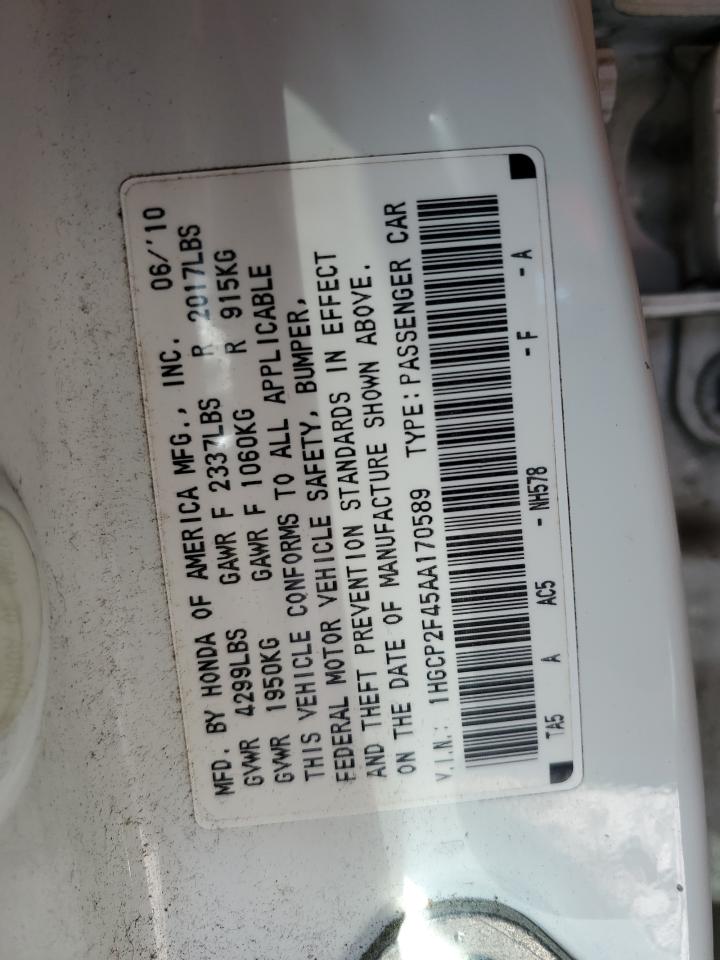 MFD. BY HONDA OF AMERICA MFG., INC. 06/'10
GVWR 4299LBS GAWR F 2337LBS R 2017LBS
GVWR 1950KG GAWR F 1060KG R 915KG
THIS VEHICLE CONFORMS TO ALL APPLICABLE
FEDERAL MOTOR VEHICLE SAFETY, BUMPER,
AND THEFT PREVENTION STANDARDS IN EFFECT
ON THE DATE OF MANUFACTURE SHOWN ABOVE.
V.I.N.: 1HGCP2F45AA170589 TYPE:PASSENGER CAR
TA5 A AC5 - NH578 - F - A